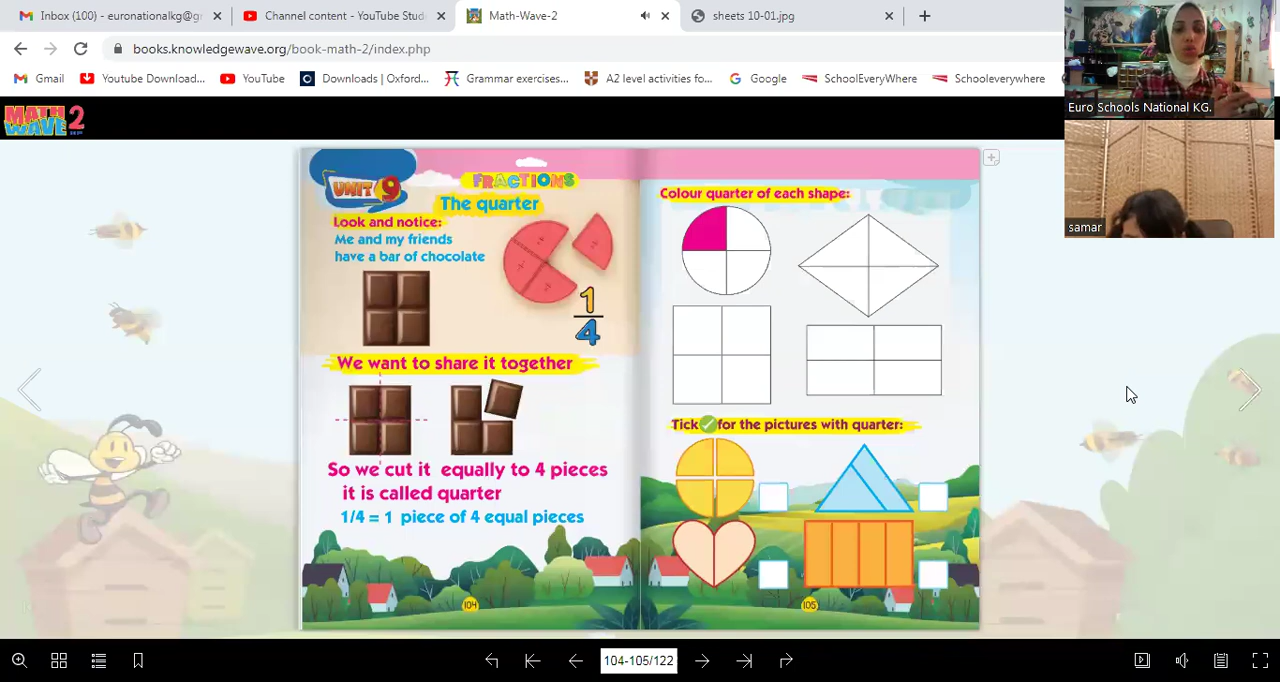 Inbox (100) - euronationalkg@gr
Channel content - YouTube Stud
Math-Wave-2
sheets 10-01.jpg
books.knowledgewave.org/book-math-2/index.php
Gmail
Youtube Download...
YouTube
Downloads | Oxford...
Grammar exercises...
A2 level activities fo...
Google
SchoolEveryWhere
Schooleverywhere
Euro Schools National KG.
samar
MATH WAVE 2
UNIT 9
FRACTIONS
The quarter
Look and notice:
Me and my friends
have a bar of chocolate
1
4
We want to share it together
So we cut it equally to 4 pieces
it is called quarter
1/4 = 1 piece of 4 equal pieces
104
Colour quarter of each shape:
Tick for the pictures with quarter:
105
104-105/122